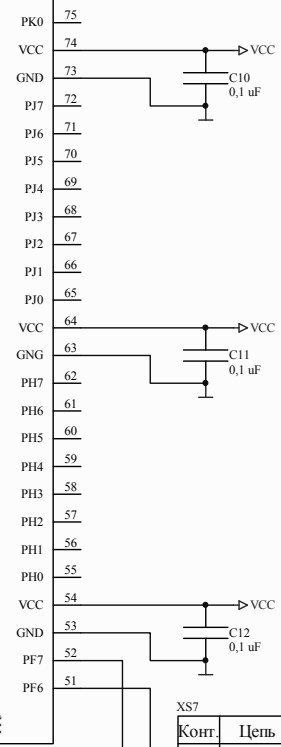 PK0 75
VCC 74 VCC
GND 73
C10
PJ7 72 0,1 uF
PJ6 71
PJ5 70
PJ4 69
PJ3 68
PJ2 67
PJ1 66
PJ0 65
VCC 64 VCC
GNG 63 C11
PH7 62 0,1 uF
PH6 61
PH5 60
PH4 59
PH3 58
PH2 57
PH1 56
PH0 55
VCC 54 VCC
GND 53 C12
0,1 uF
PF7 52
PF6 51
XS7
Конт. Цепь